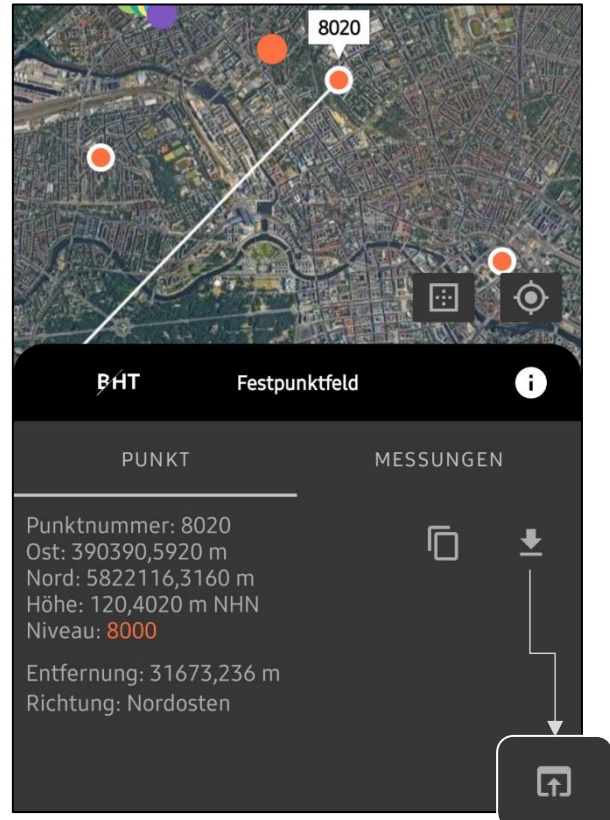 8020
BHT
Festpunktfeld
PUNKT
MESSUNGEN
Punktnummer: 8020
Ost: 390390,5920 m
Nord: 5822116,3160 m
Höhe: 120,4020 m NHN
Niveau: 8000
Entfernung: 31673,236 m
Richtung: Nordosten